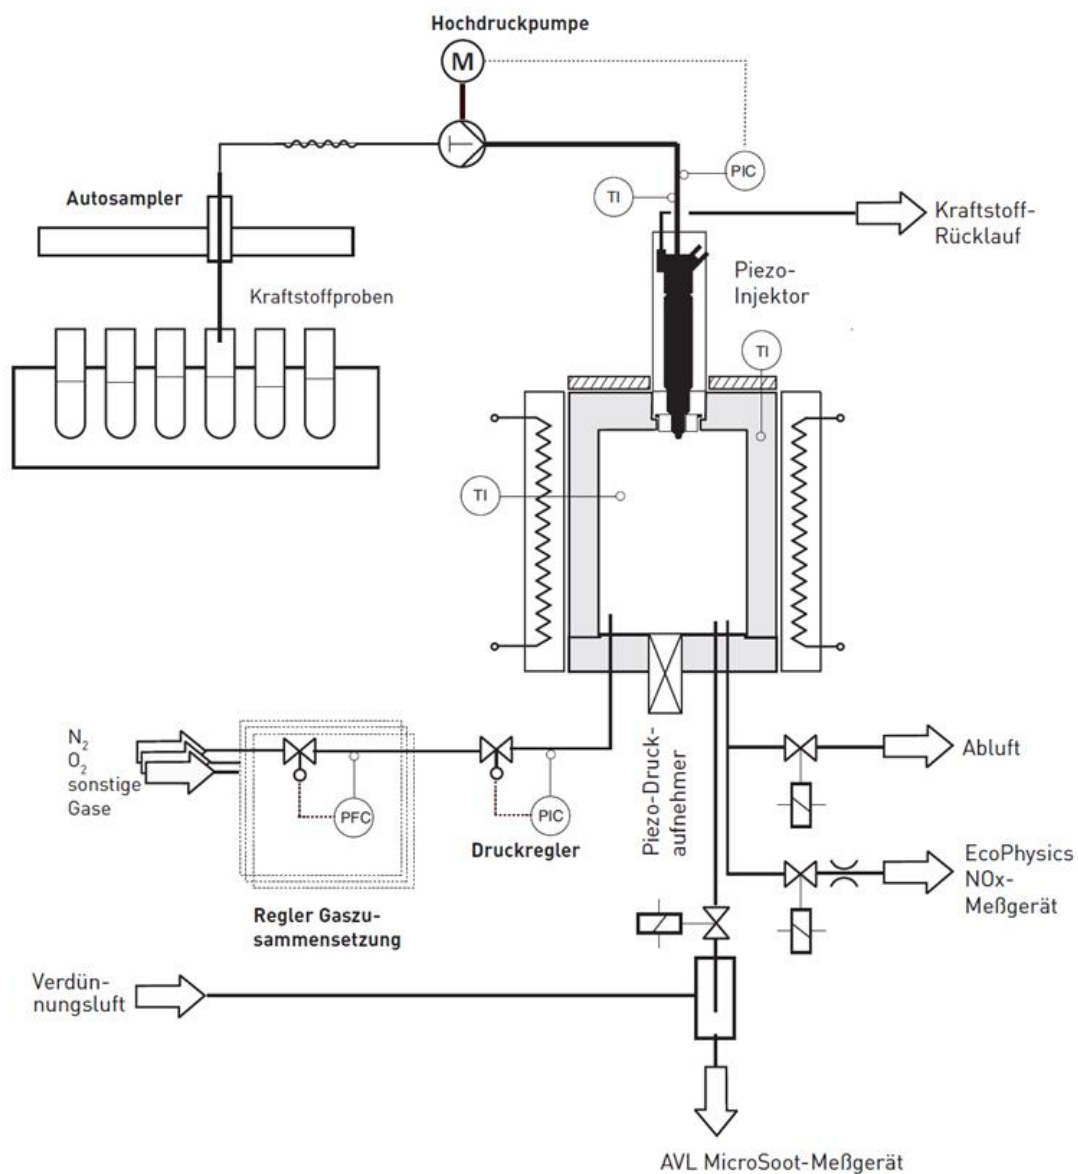 Hochdruckpumpe
M
PIC
TI
Autosampler
Kraftstoff-
Rücklauf
Kraftstoffproben
Piezo-
Injektor
TI
TI
N2
O2
sonstige
Gase
PFC
PIC
Druckregler
Regler Gaszu-
sammensetzung
Piezo-Druck-
aufnehmer
Abluft
EcoPhysics
NOx-
Meßgerät
Verdün-
nungsluft
AVL MicroSoot-Meßgerät